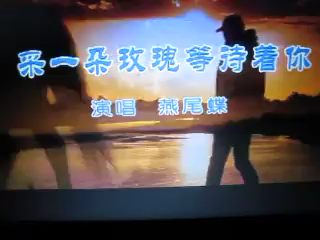 采一朵玫瑰等待着你
演唱 燕尾蝶